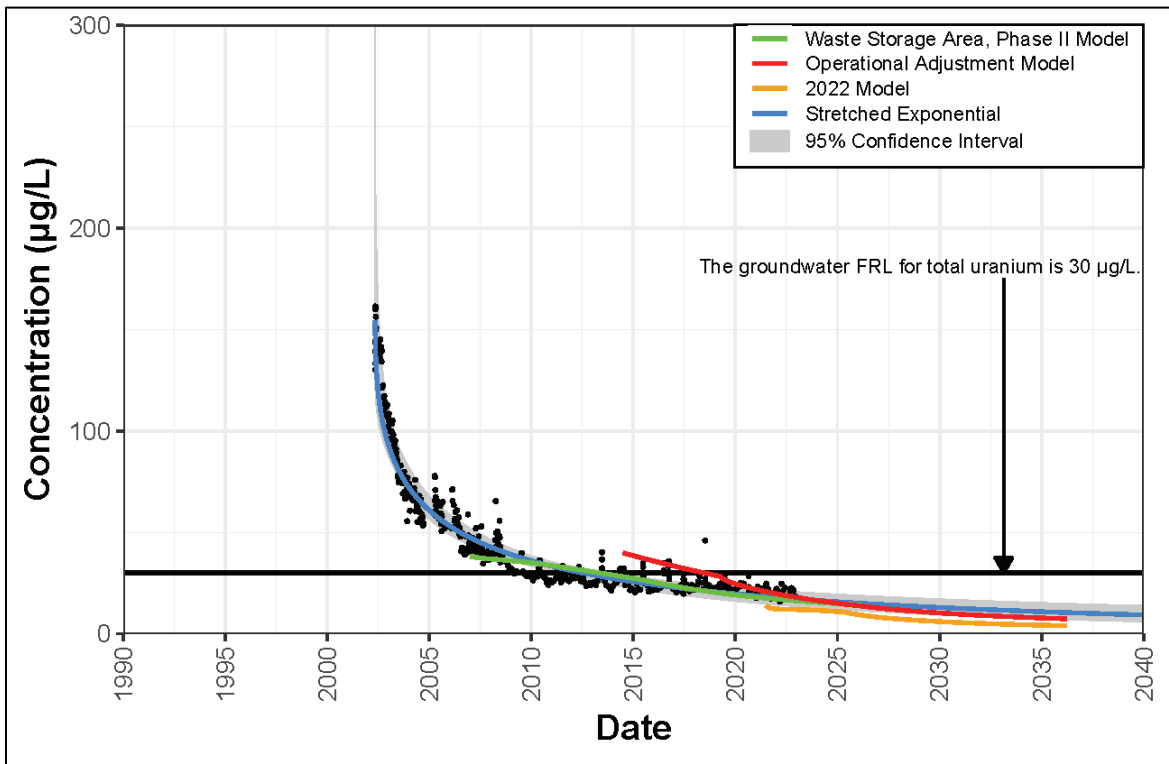 300
200
100
0
Concentration (µg/L)
Waste Storage Area, Phase II Model
Operational Adjustment Model
2022 Model
Stretched Exponential
95% Confidence Interval
The groundwater FRL for total uranium is 30 µg/L.
1990
1995
2000
2005
2010
2015
2020
2025
2030
2035
2040
Date